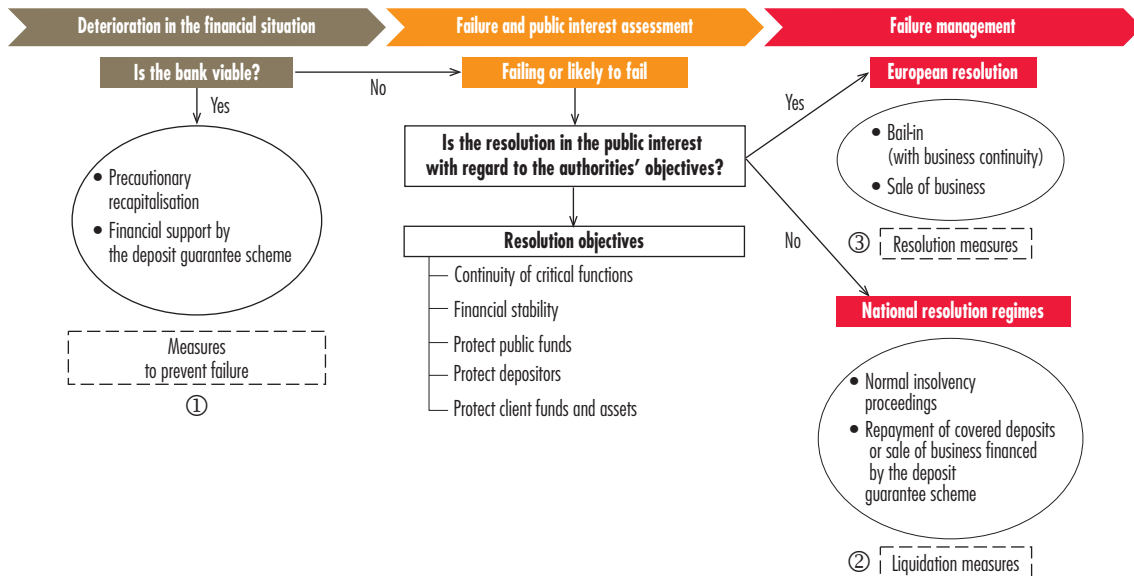 Deterioration in the financial situation
Failure and public interest assessment
Failure management
Is the bank viable?
No
Failing or likely to fail
European resolution
Yes
Yes
Is the resolution in the public interest
with regard to the authorities’ objectives?
• Bail-in
(with business continuity)
• Sale of business
• Precautionary
recapitalisation
• Financial support by
the deposit guarantee scheme
No
③ Resolution measures
Resolution objectives
Continuity of critical functions
Financial stability
Protect public funds
Protect depositors
Protect client funds and assets
National resolution regimes
Measures
to prevent failure
①
• Normal insolvency
proceedings
• Repayment of covered deposits
or sale of business financed
by the deposit
guarantee scheme
② Liquidation measures